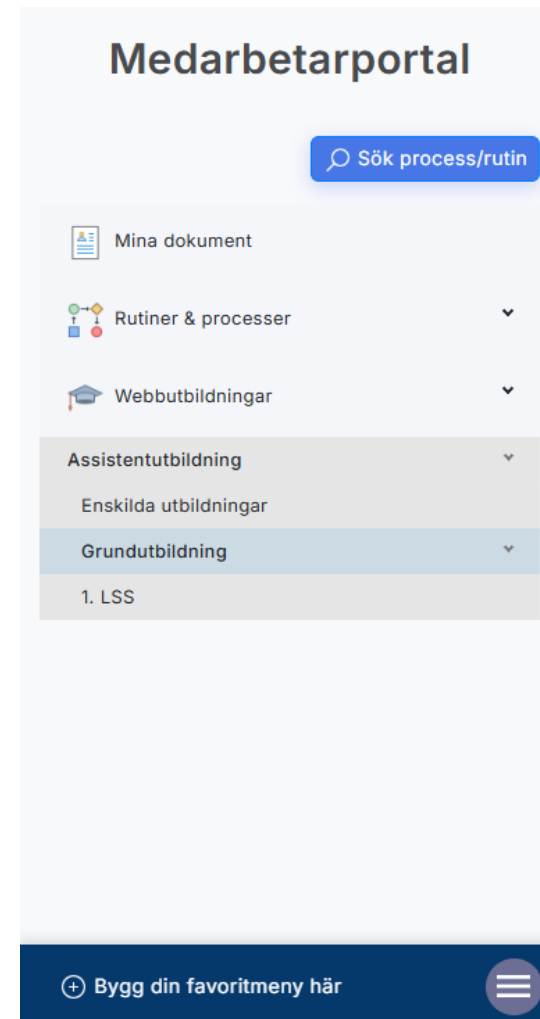 Medarbetarportal
Sök process/rutin
Mina dokument
Rutiner & processer
Webbutbildningar
Assistentutbildning
Enskilda utbildningar
Grundutbildning
1. LSS
Bygg din favoritmeny här